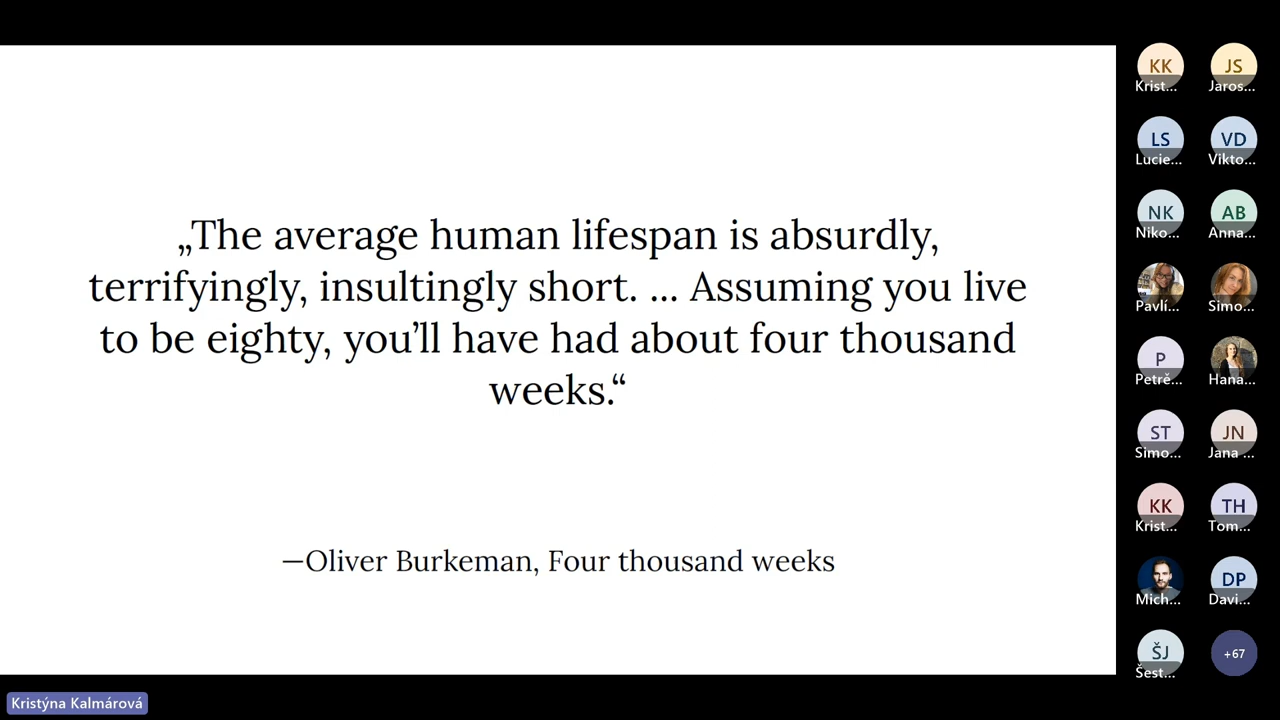 „The average human lifespan is absurdly,
terrifyingly, insultingly short. ... Assuming you live
to be eighty, you’ll have had about four thousand
weeks.“
—Oliver Burkeman, Four thousand weeks
KK
Krist...
JS
Jaros...
LS
Lucie...
VD
Vikto...
NK
Niko...
AB
Anna...
Pavlí...
Simo...
P
Petrě...
Hana...
ST
Simo...
JN
Jana ...
KK
Krist...
TH
Tom...
Mich...
DP
Davi...
ŠJ
Šest...
+67
Kristýna Kalmárová